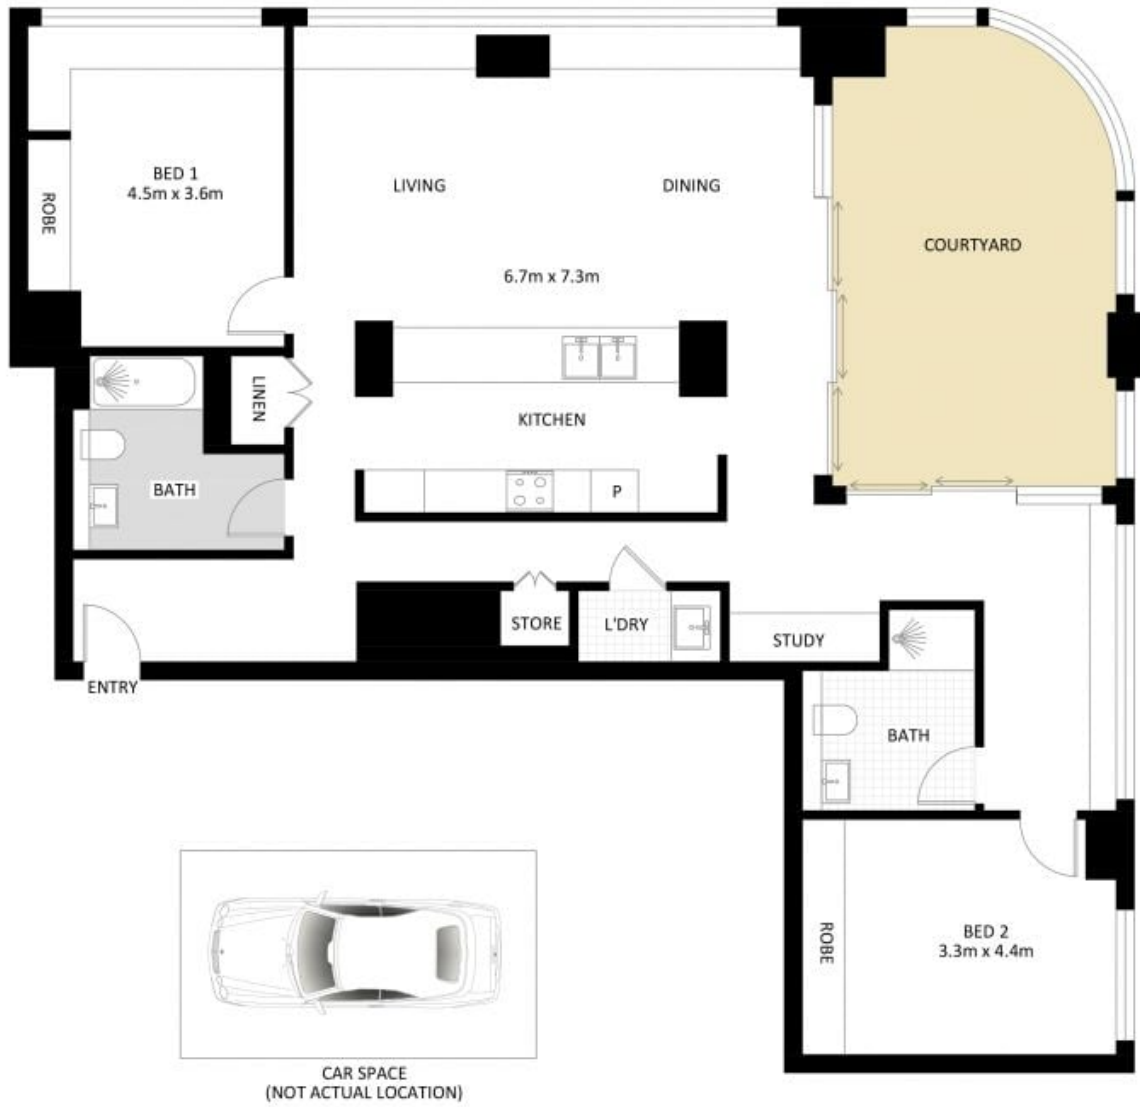 BED 1
4.5m x 3.6m
ROBE
LIVING
DINING
6.7m x 7.3m
COURTYARD
LINEN
KITCHEN
P
BATH
STORE
L'DRY
STUDY
ENTRY
BATH
ROBE
BED 2
3.3m x 4.4m
CAR SPACE
(NOT ACTUAL LOCATION)